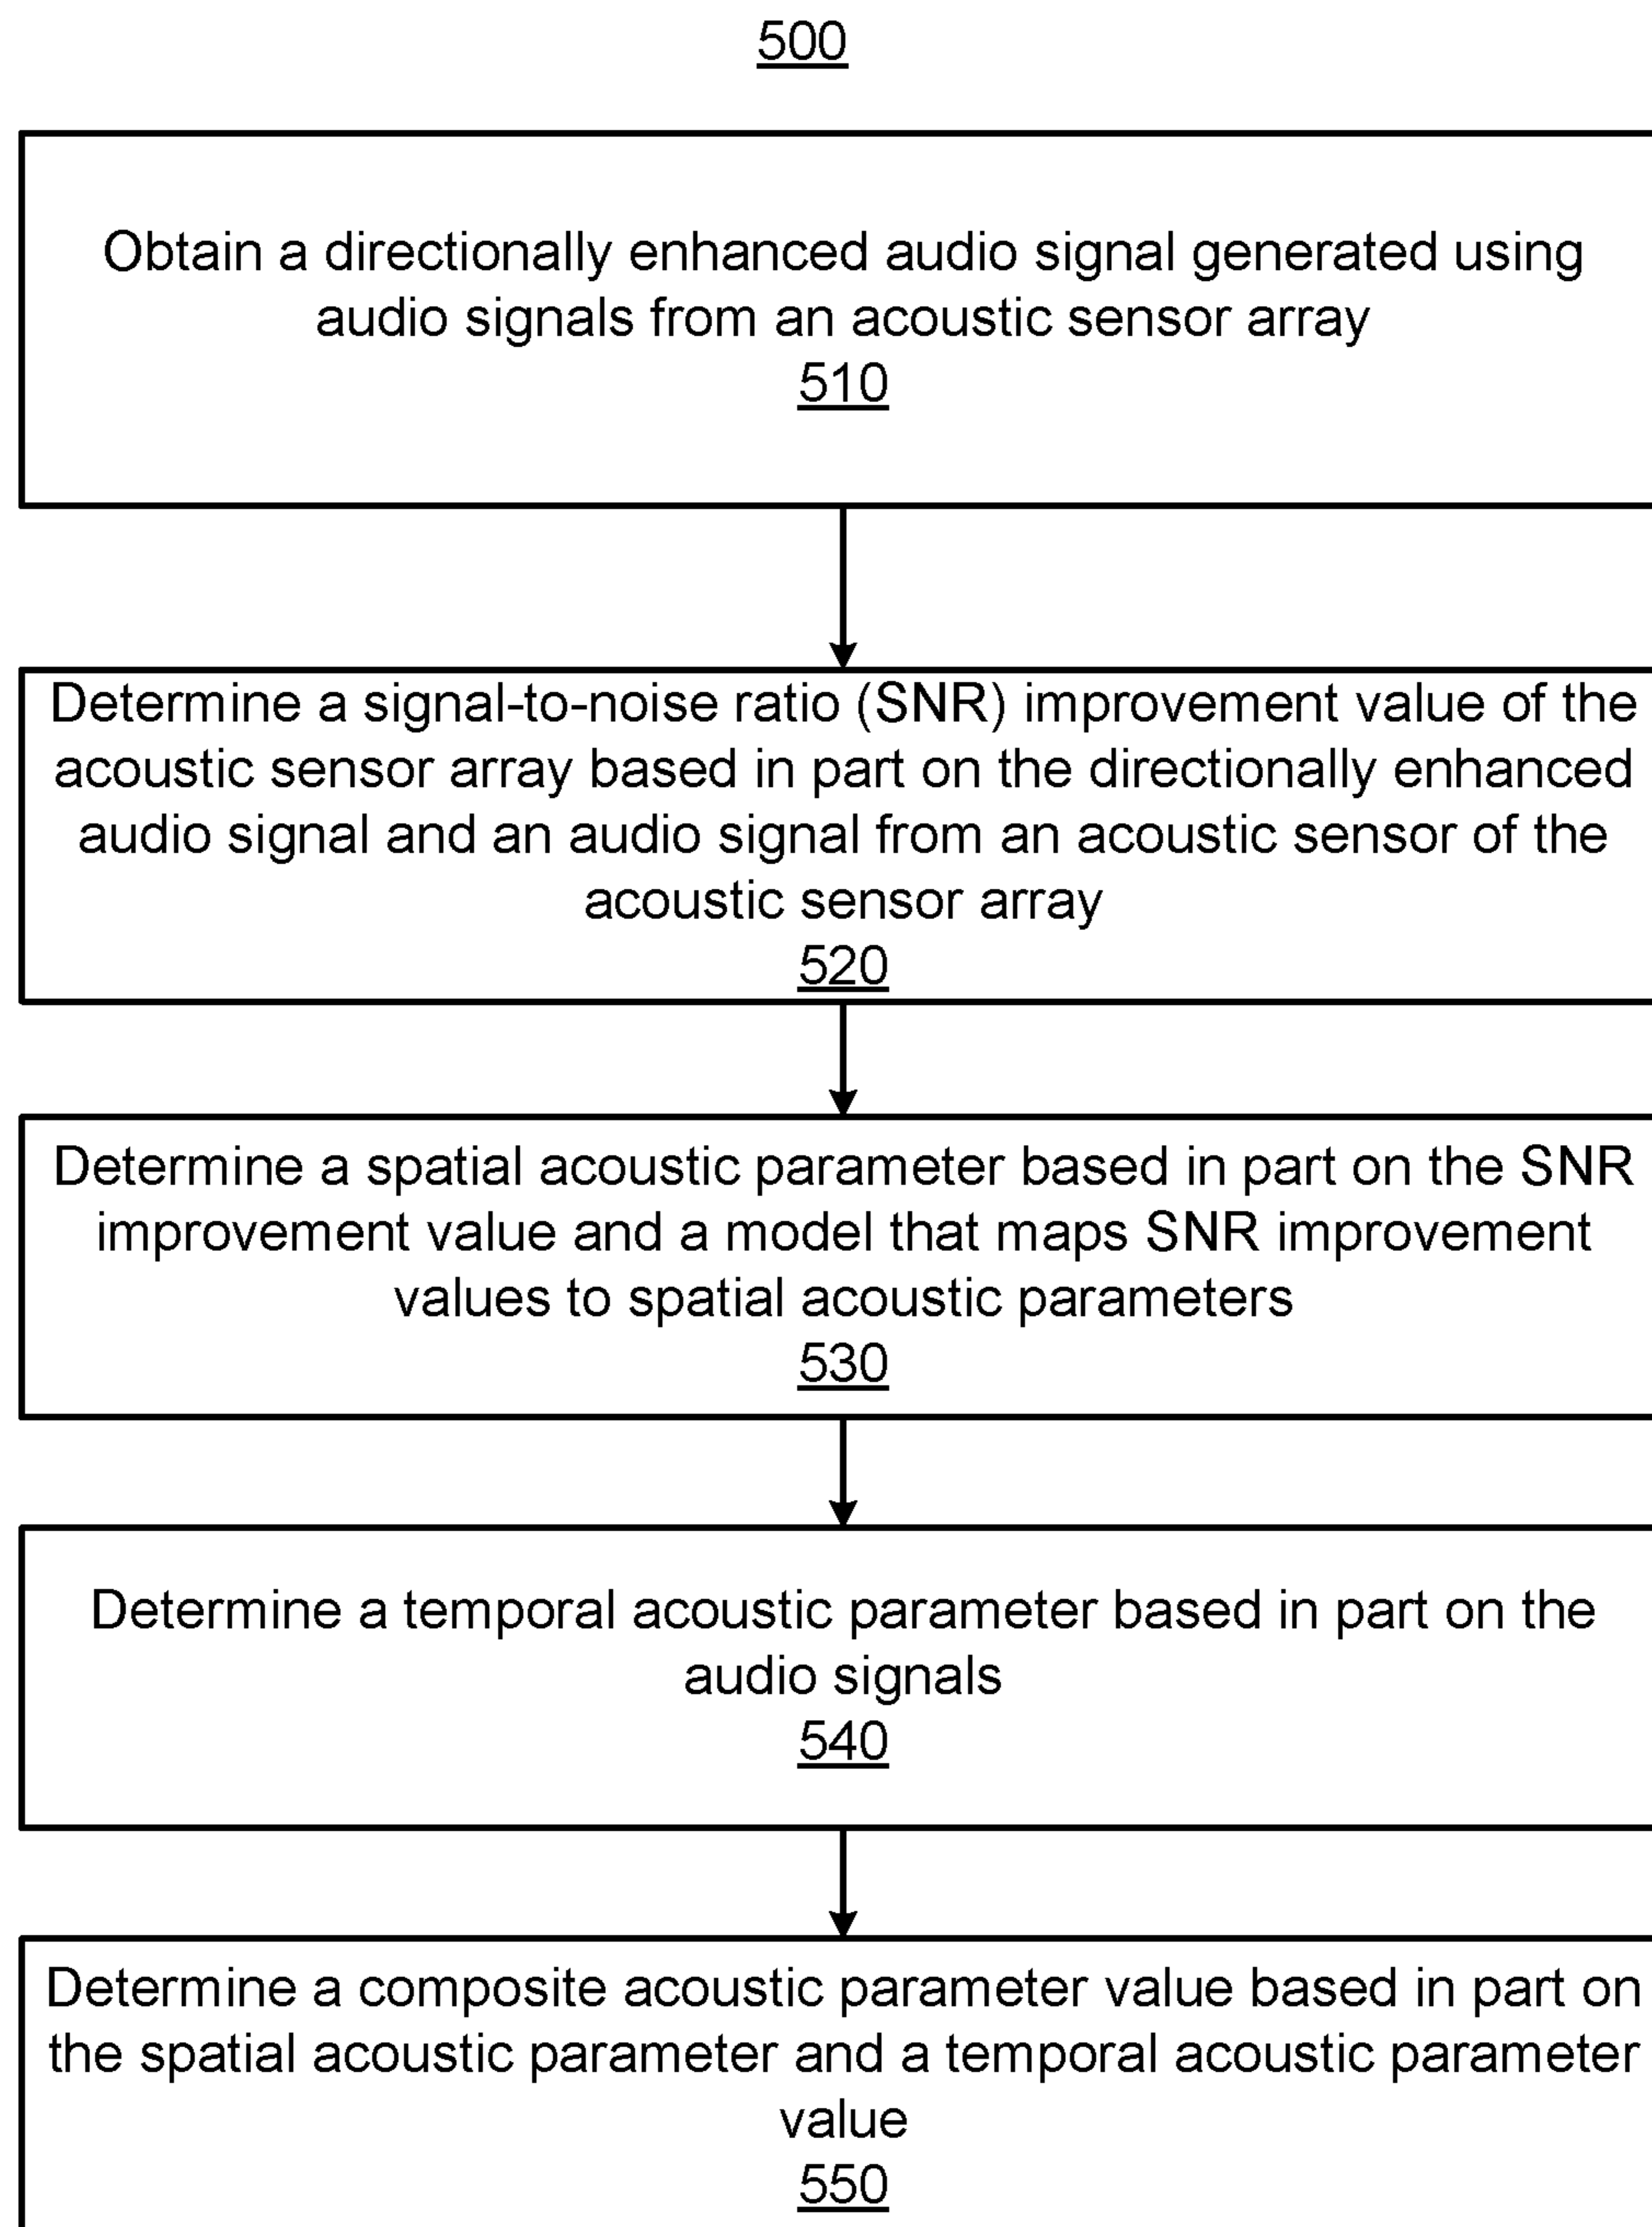 500
Obtain a directionally enhanced audio signal generated using
audio signals from an acoustic sensor array
510
Determine a signal-to-noise ratio (SNR) improvement value of the
acoustic sensor array based in part on the directionally enhanced
audio signal and an audio signal from an acoustic sensor of the
acoustic sensor array
520
Determine a spatial acoustic parameter based in part on the SNR
improvement value and a model that maps SNR improvement
values to spatial acoustic parameters
530
Determine a temporal acoustic parameter based in part on the
audio signals
540
Determine a composite acoustic parameter value based in part on
the spatial acoustic parameter and a temporal acoustic parameter
value
550